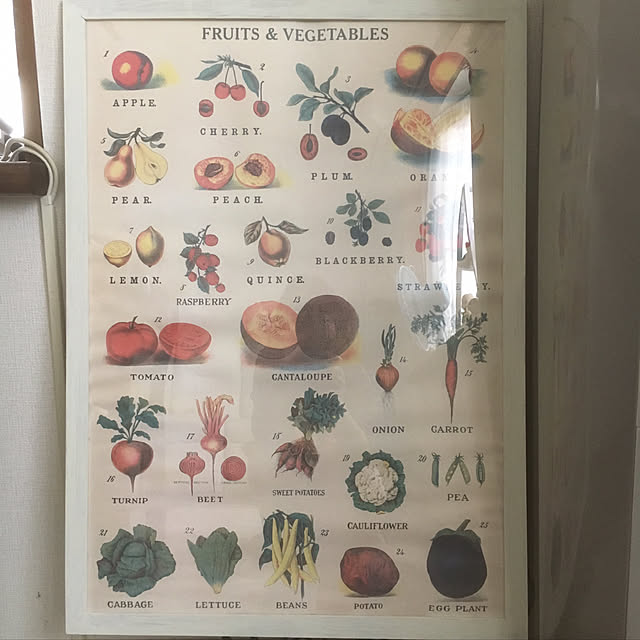 FRUITS & VEGETABLES
1
APPLE.
2
CHERRY.
3
PLUM.
4
5
PEAR.
6
PEACH.
7
LEMON.
8
RASPBERRY
9
QUINCE.
10
BLACKBERRY.
12
TOMATO
13
CANTALOUPE
14
ONION
15
CARROT
16
TURNIP
17
BEET
18
SWEET POTATOES
19
CAULIFLOWER
20
PEA
21
CABBAGE
22
LETTUCE
23
BEANS
24
POTATO
25
EGG PLANT